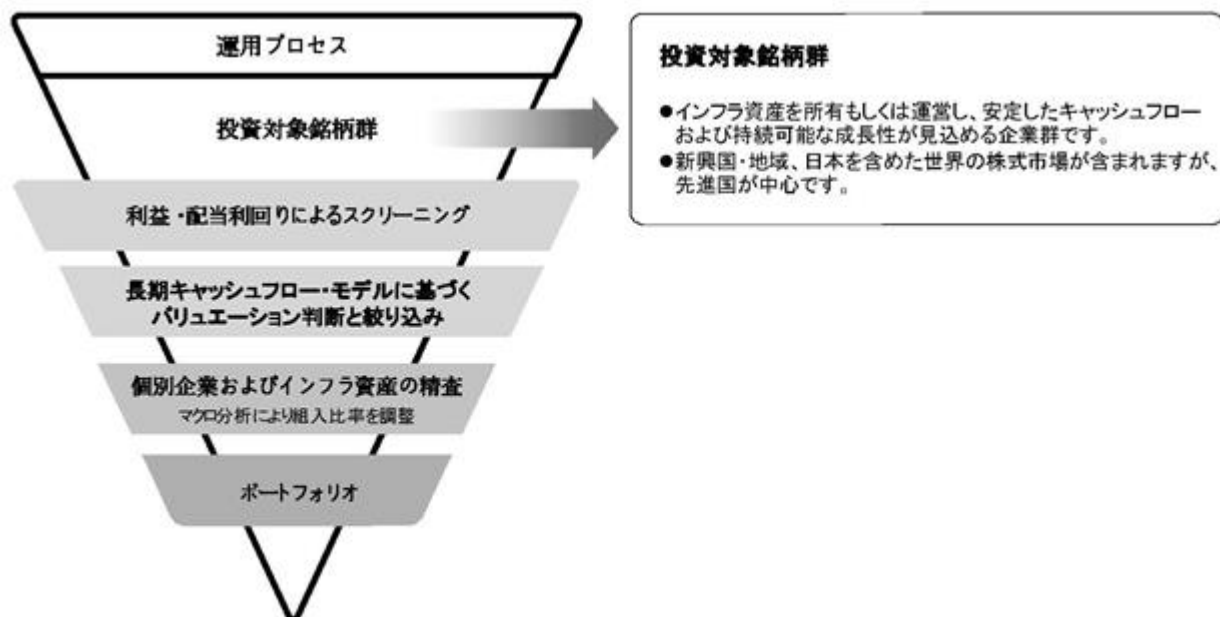 運用プロセス
投資対象銘柄群
利益・配当利回りによるスクリーニング
長期キャッシュフロー・モデルに基づく
バリュエーション判断と絞り込み
個別企業およびインフラ資産の精査
マクロ分析により組入比率を調整
ポートフォリオ
投資対象銘柄群
●インフラ資産を所有もしくは運営し、安定したキャッシュフロー
および持続可能な成長性が見込める企業群です。
●新興国・地域、日本を含めた世界の株式市場が含まれますが、
先進国が中心です。